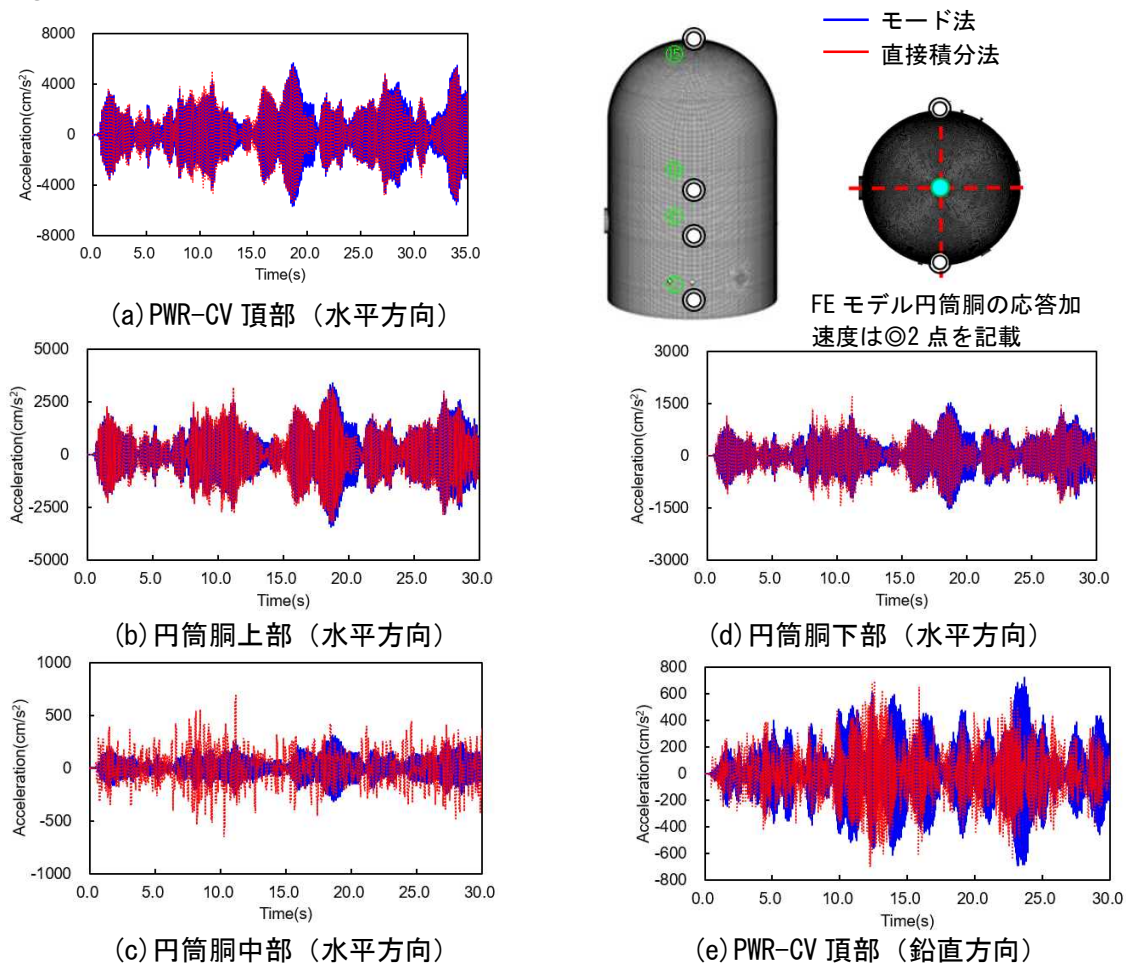 8000
4000
0
-4000
-8000
Acceleration(cm/s²)
0.0 5.0 10.0 15.0 20.0 25.0 30.0 35.0
Time(s)
(a)PWR-CV 頂部（水平方向）
⑮
モード法
直接積分法
FE モデル円筒胴の応答加
速度は◎2 点を記載
5000
2500
0
-2500
-5000
Acceleration(cm/s²)
0.0 5.0 10.0 15.0 20.0 25.0 30.0
Time(s)
(b)円筒胴上部（水平方向）
3000
1500
0
-1500
-3000
Acceleration(cm/s²)
0.0 5.0 10.0 15.0 20.0 25.0 30.0
Time(s)
(d)円筒胴下部（水平方向）
1000
500
0
-500
-1000
Acceleration(cm/s²)
0.0 5.0 10.0 15.0 20.0 25.0 30.0
Time(s)
(c)円筒胴中部（水平方向）
800
600
400
200
0
-200
-400
-600
-800
Acceleration(cm/s²)
0.0 5.0 10.0 15.0 20.0 25.0 30.0
Time(s)
(e)PWR-CV 頂部（鉛直方向）